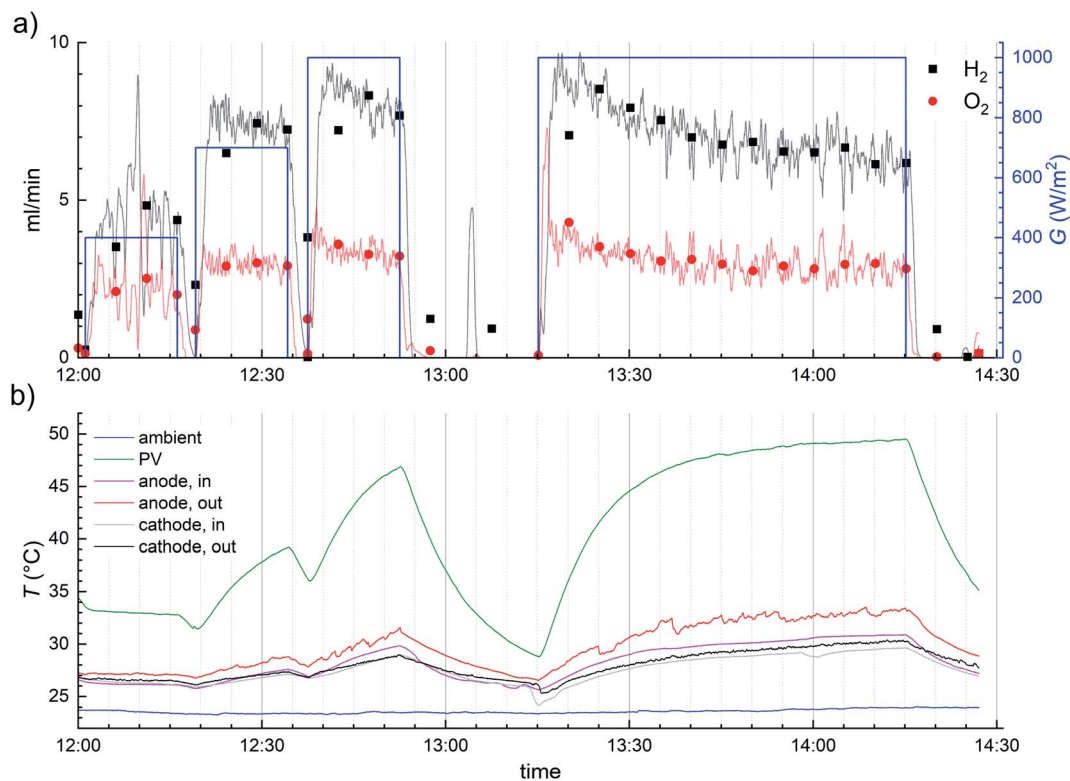 a)
10
5
0
ml/min
1000
800
600
400
200
0
G (W/m²)
H₂
O₂
12:00 12:30 13:00 13:30 14:00 14:30
b)
50
45
40
35
30
25
T (°C)
ambient
PV
anode, in
anode, out
cathode, in
cathode, out
12:00 12:30 13:00 13:30 14:00 14:30
time